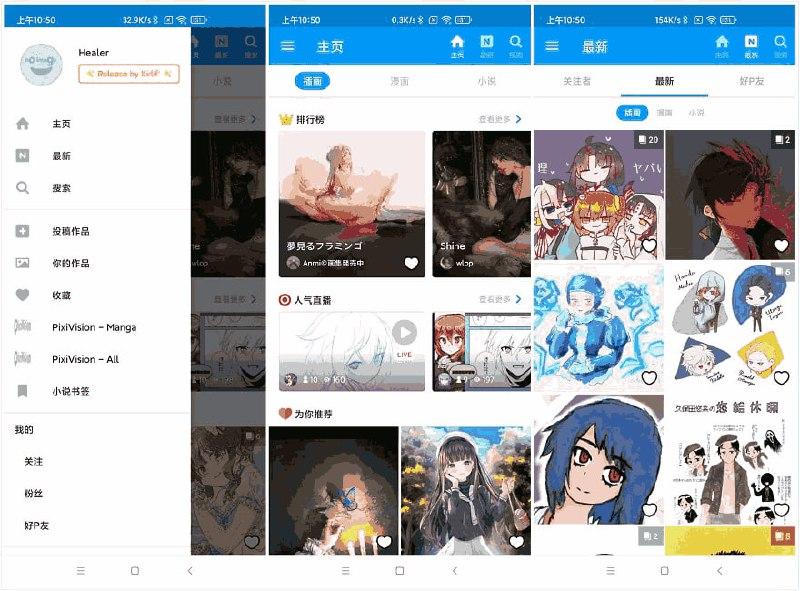 上午10:50
32.9K/s
Healer
Release by
主页
最新
搜索
投稿作品
你的作品
收藏
PixiVision - Manga
PixiVision - All
小说书签
我的
关注
粉丝
好P友
小说
查看更多
查看更多
上午10:50
0.3K/s
主页
主页
最新
搜索
插画
漫画
小说
排行榜
查看更多
夢見るフラミンゴ
Shine
wlop
人气直播
查看更多
LIVE
10
160
197
为你推荐
上午10:50
154K/s
最新
主页
最新
搜索
关注者
最新
好P友
插画
漫画
小说
20
2
ヤバい
6
2